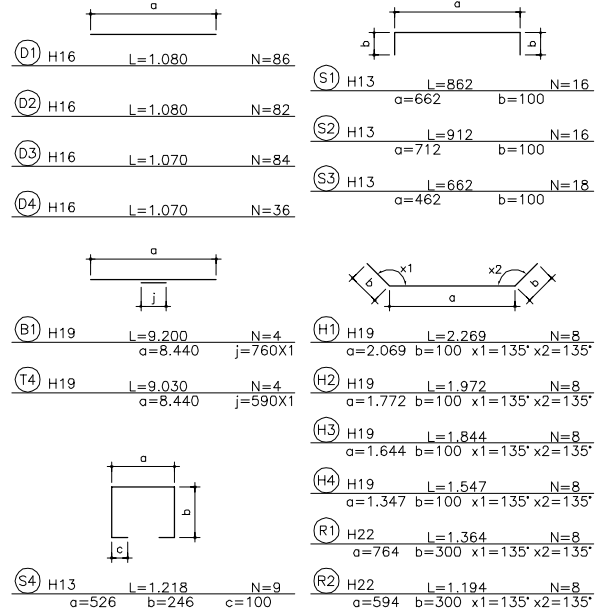 a
D1 H16 L=1.080 N=86
D2 H16 L=1.080 N=82
D3 H16 L=1.070 N=84
D4 H16 L=1.070 N=36
a
j
B1 H19 L=9.200 N=4
a=8.440 j=760X1
T4 H19 L=9.030 N=4
a=8.440 j=590X1
a
b
c
S4 H13 L=1.218 N=9
a=526 b=246 c=100
a
b b
S1 H13 L=862 N=16
a=662 b=100
S2 H13 L=912 N=16
a=712 b=100
S3 H13 L=662 N=18
a=462 b=100
x1 x2
b a b
H1 H19 L=2.269 N=8
a=2.069 b=100 x1=135° x2=135°
H2 H19 L=1.972 N=8
a=1.772 b=100 x1=135° x2=135°
H3 H19 L=1.844 N=8
a=1.644 b=100 x1=135° x2=135°
H4 H19 L=1.547 N=8
a=1.347 b=100 x1=135° x2=135°
R1 H22 L=1.364 N=8
a=764 b=300 x1=135° x2=135°
R2 H22 L=1.194 N=8
a=594 b=300 x1=135° x2=135°